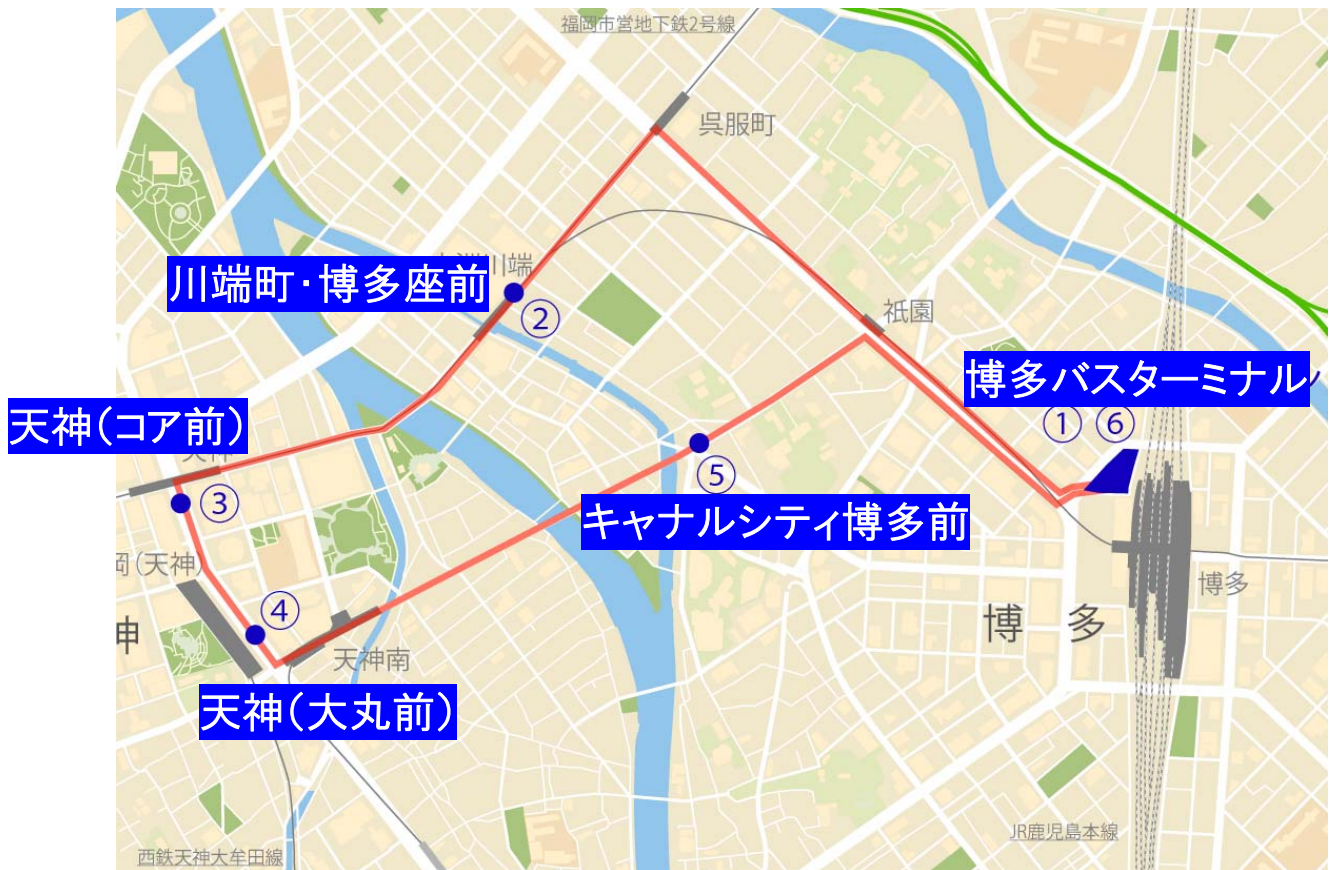 福岡市営地下鉄2号線
呉服町
川端
川端町・博多座前
②
祇園
博多バスターミナル
① ⑥
天神(コア前)
③
⑤
キャナルシティ博多前
岡(天神)
博多
④
博 多
神
天神南
天神(大丸前)
JR鹿児島本線
西鉄天神大牟田線